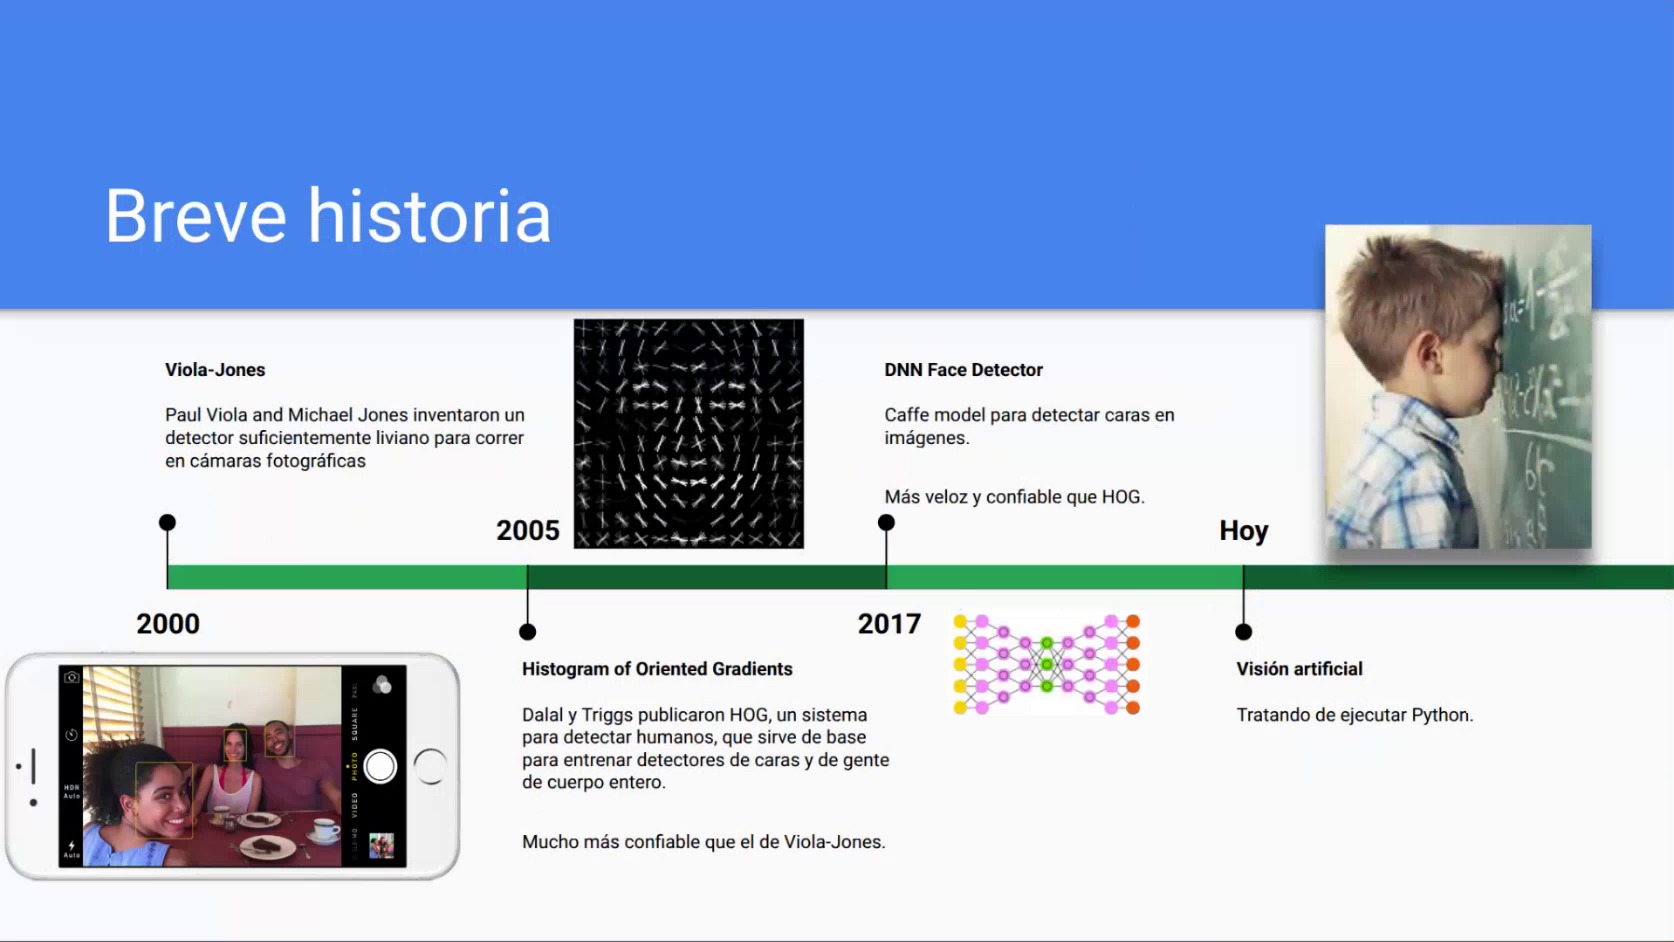 Breve historia
Viola-Jones
Paul Viola and Michael Jones inventaron un
detector suficientemente liviano para correr
en cámaras fotográficas
2000
2005
Histogram of Oriented Gradients
Dalal y Triggs publicaron HOG, un sistema
para detectar humanos, que sirve de base
para entrenar detectores de caras y de gente
de cuerpo entero.
Mucho más confiable que el de Viola-Jones.
DNN Face Detector
Caffe model para detectar caras en
imágenes.
Más veloz y confiable que HOG.
2017
Hoy
Visión artificial
Tratando de ejecutar Python.
HDR
Auto
Auto
VIDEO
PHOTO
SQUARE